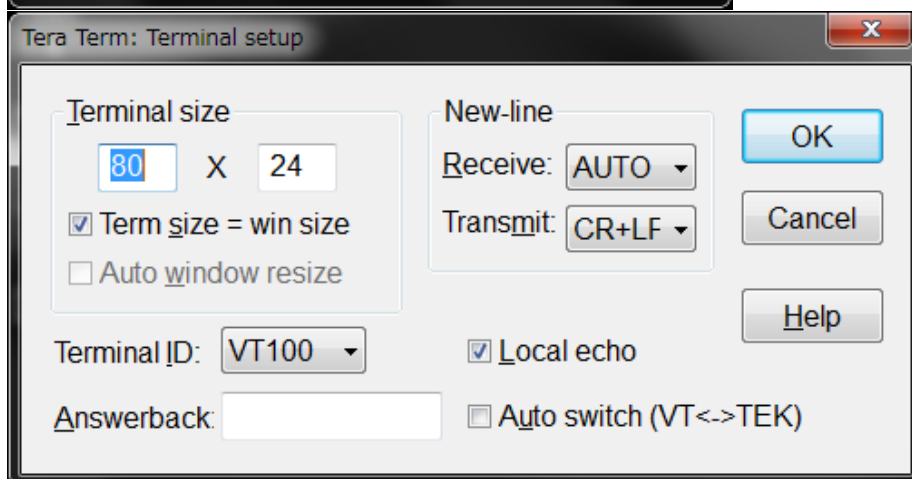 Tera Term: Terminal setup
Terminal size
80 X 24
Term size = win size
Auto window resize
New-line
Receive: AUTO
Transmit: CR+LF
OK
Cancel
Help
Terminal ID: VT100
Local echo
Answerback:
Auto switch (VT<->TEK)